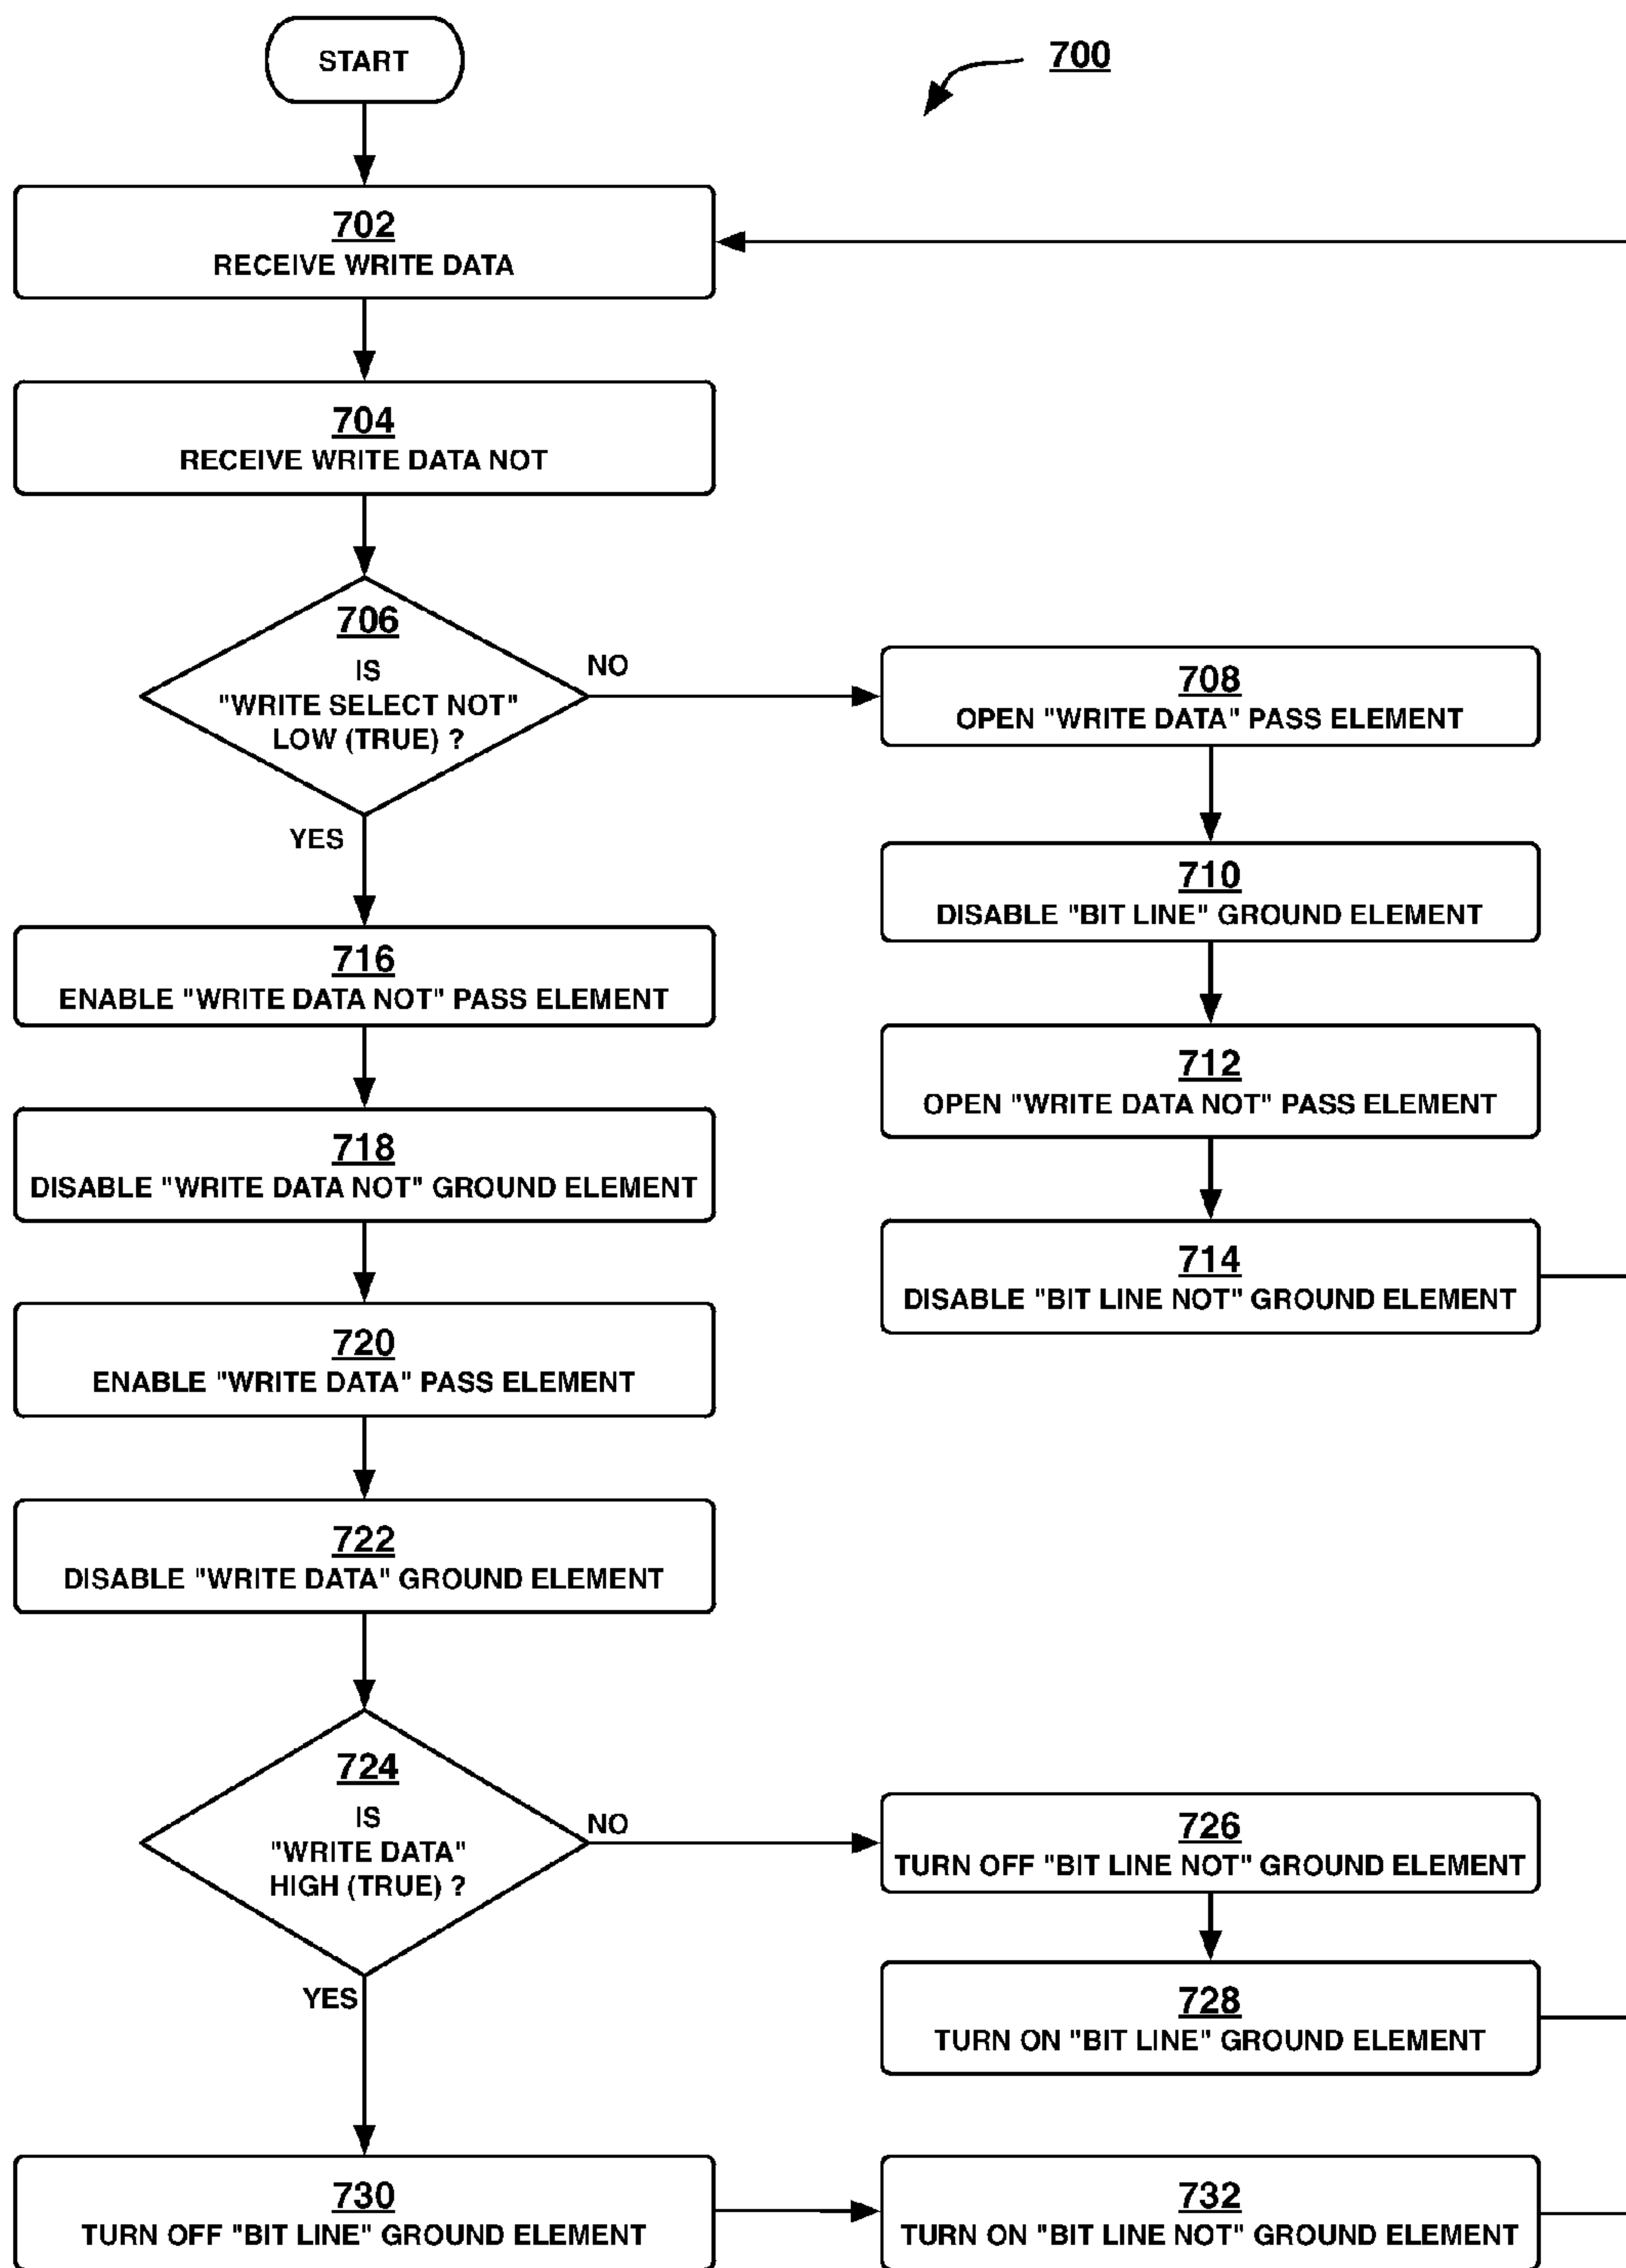 START
700
702
RECEIVE WRITE DATA
704
RECEIVE WRITE DATA NOT
706
IS
"WRITE SELECT NOT"
LOW (TRUE) ?
NO
YES
708
OPEN "WRITE DATA" PASS ELEMENT
710
DISABLE "BIT LINE" GROUND ELEMENT
712
OPEN "WRITE DATA NOT" PASS ELEMENT
714
DISABLE "BIT LINE NOT" GROUND ELEMENT
716
ENABLE "WRITE DATA NOT" PASS ELEMENT
718
DISABLE "WRITE DATA NOT" GROUND ELEMENT
720
ENABLE "WRITE DATA" PASS ELEMENT
722
DISABLE "WRITE DATA" GROUND ELEMENT
724
IS
"WRITE DATA"
HIGH (TRUE) ?
NO
YES
726
TURN OFF "BIT LINE NOT" GROUND ELEMENT
728
TURN ON "BIT LINE" GROUND ELEMENT
730
TURN OFF "BIT LINE" GROUND ELEMENT
732
TURN ON "BIT LINE NOT" GROUND ELEMENT